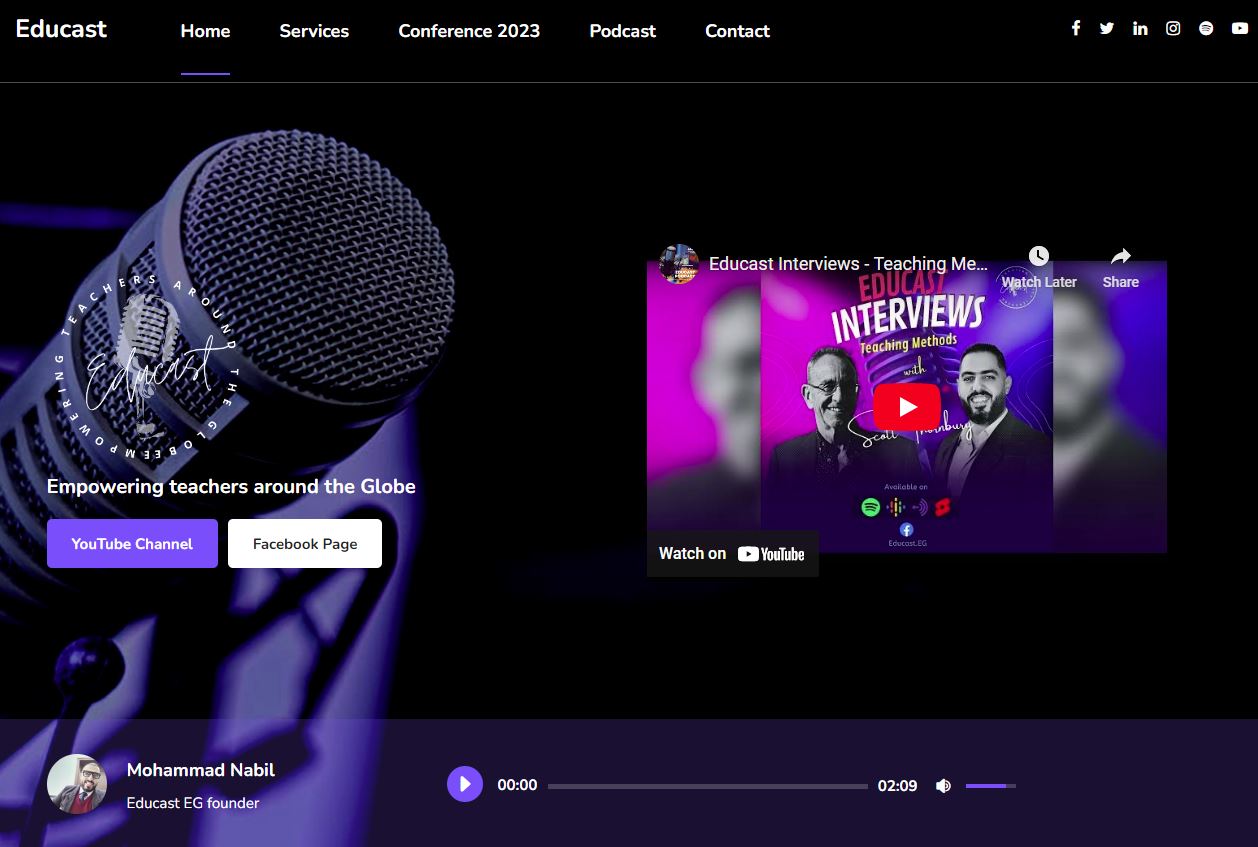 Educast
Home
Services
Conference 2023
Podcast
Contact
EMPOWERING TEACHERS AROUND THE GLOBE
Educast
Empowering teachers around the Globe
YouTube Channel
Facebook Page
Educast Interviews - Teaching Me...
Watch Later
Share
EDUCAST
INTERVIEWS
Teaching Methods
with
Scott Thornbury
Available on
Educast.EG
Watch on YouTube
Mohammad Nabil
Educast EG founder
00:00
02:09